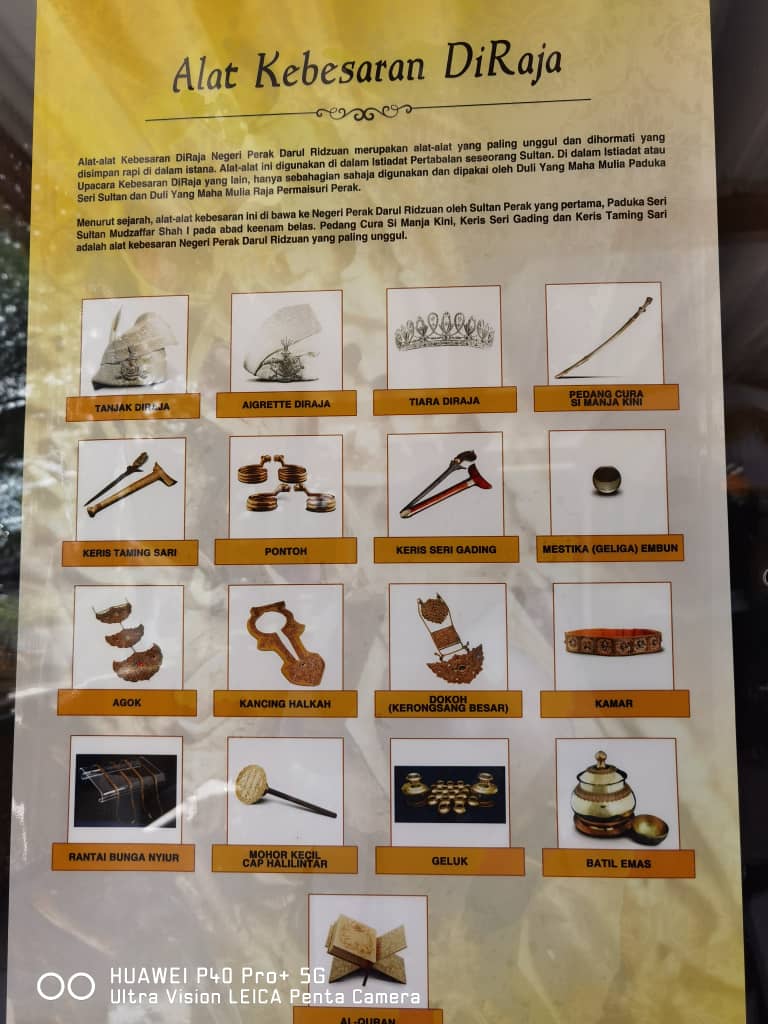 Alat Kebesaran DiRaja
Alat-alat Kebesaran DiRaja Negeri Perak Darul Ridzuan merupakan alat-alat yang paling unggul dan dihormati yang
disimpan rapi di dalam istana. Alat-alat ini digunakan di dalam Istiadat Pertabalan seseorang Sultan. Di dalam Istiadat atau
Upacara Kebesaran DiRaja yang lain, hanya sebahagian sahaja digunakan dan dipakai oleh Duli Yang Maha Mulia Paduka
Seri Sultan dan Duli Yang Maha Mulia Raja Permaisuri Perak.
Menurut sejarah, alat-alat kebesaran ini di bawa ke Negeri Perak Darul Ridzuan oleh Sultan Perak yang pertama, Paduka Seri
Sultan Mudzaffar Shah I pada abad keenam belas. Pedang Cura Si Manja Kini, Keris Seri Gading dan Keris Taming Sari
adalah alat kebesaran Negeri Perak Darul Ridzuan yang paling unggul.
TANJAK DIRAJA
AIGRETTE DIRAJA
TIARA DIRAJA
PEDANG CURA
SI MANJA KINI
KERIS TAMING SARI
PONTOH
KERIS SERI GADING
MESTIKA (GELIGA) EMBUN
AGOK
KANCING HALKAH
DOKOH
(KERONGSANG BESAR)
KAMAR
RANTAI BUNGA NYIUR
MOHOR KECIL
CAP HALILINTAR
GELUK
BATIL EMAS
AL-QURAN
HUAWEI P40 Pro+ 5G
Ultra Vision LEICA Penta Camera